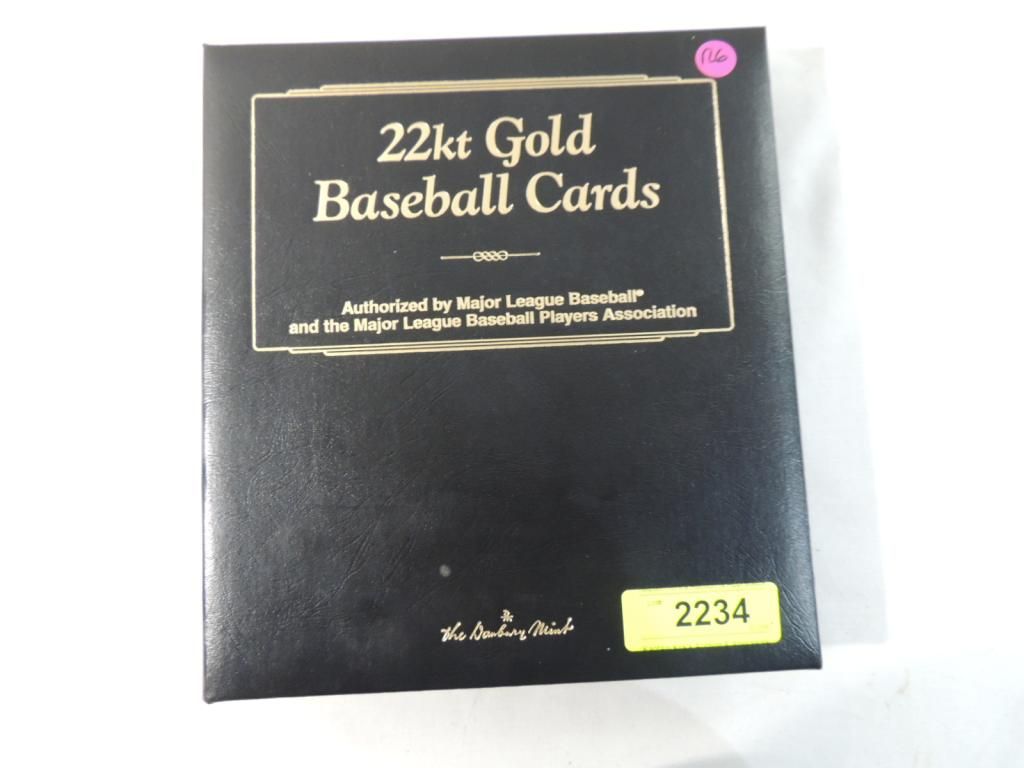 22kt Gold
Baseball Cards
Authorized by Major League Baseball®
and the Major League Baseball Players Association
The Danbury Mint
2234